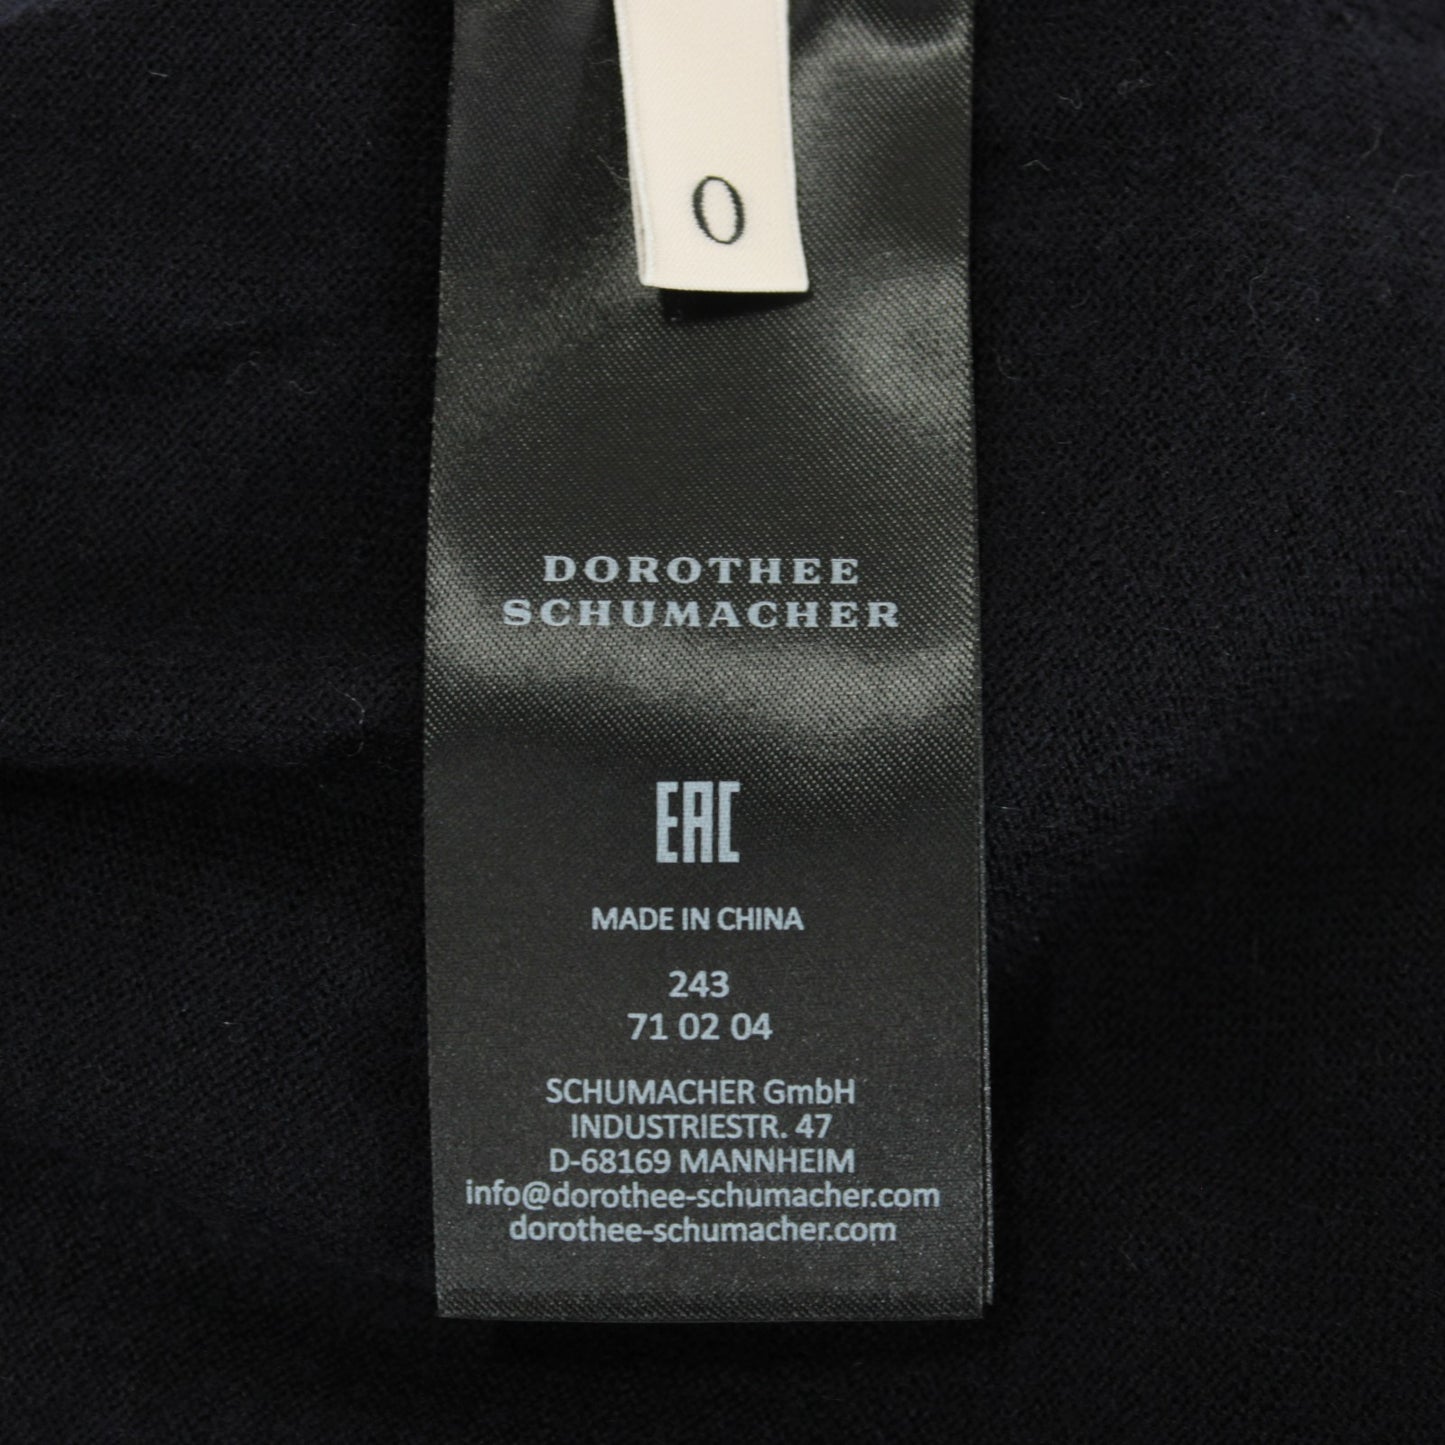 0
DOROTHEE
SCHUMACHER
EAC
MADE IN CHINA
243
71 02 04
SCHUMACHER GmbH
INDUSTRIESTR. 47
D-68169 MANNHEIM
info@dorothee-schumacher.com
dorothee-schumacher.com